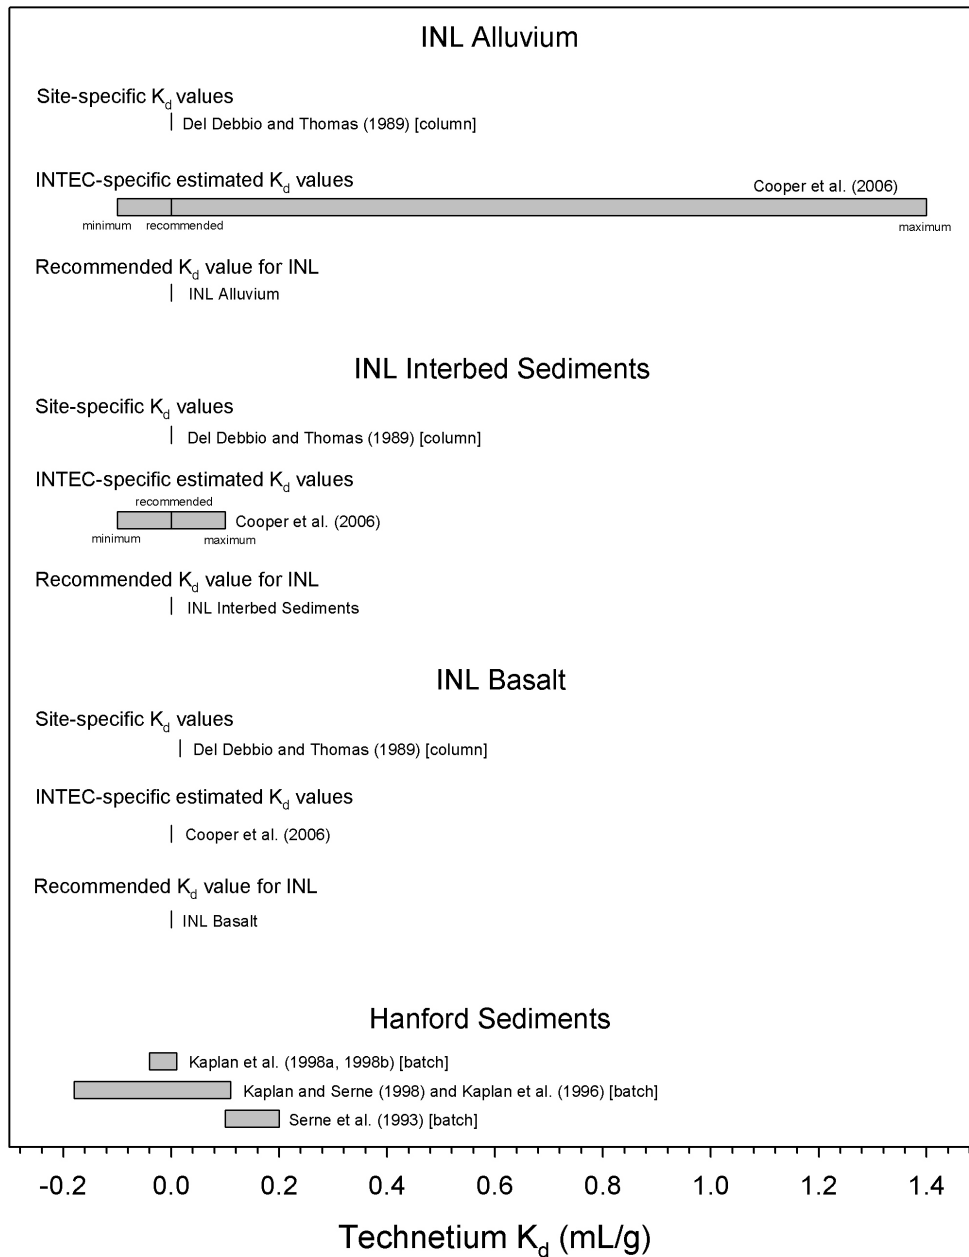 INL Alluvium
Site-specific Kd values
Del Debbio and Thomas (1989) [column]
INTEC-specific estimated Kd values
Cooper et al. (2006)
minimum recommended maximum
Recommended Kd value for INL
INL Alluvium
INL Interbed Sediments
Site-specific Kd values
Del Debbio and Thomas (1989) [column]
INTEC-specific estimated Kd values
recommended
Cooper et al. (2006)
minimum maximum
Recommended Kd value for INL
INL Interbed Sediments
INL Basalt
Site-specific Kd values
Del Debbio and Thomas (1989) [column]
INTEC-specific estimated Kd values
Cooper et al. (2006)
Recommended Kd value for INL
INL Basalt
Hanford Sediments
Kaplan et al. (1998a, 1998b) [batch]
Kaplan and Serne (1998) and Kaplan et al. (1996) [batch]
Serne et al. (1993) [batch]
-0.2 0.0 0.2 0.4 0.6 0.8 1.0 1.2 1.4
Technetium Kd (mL/g)